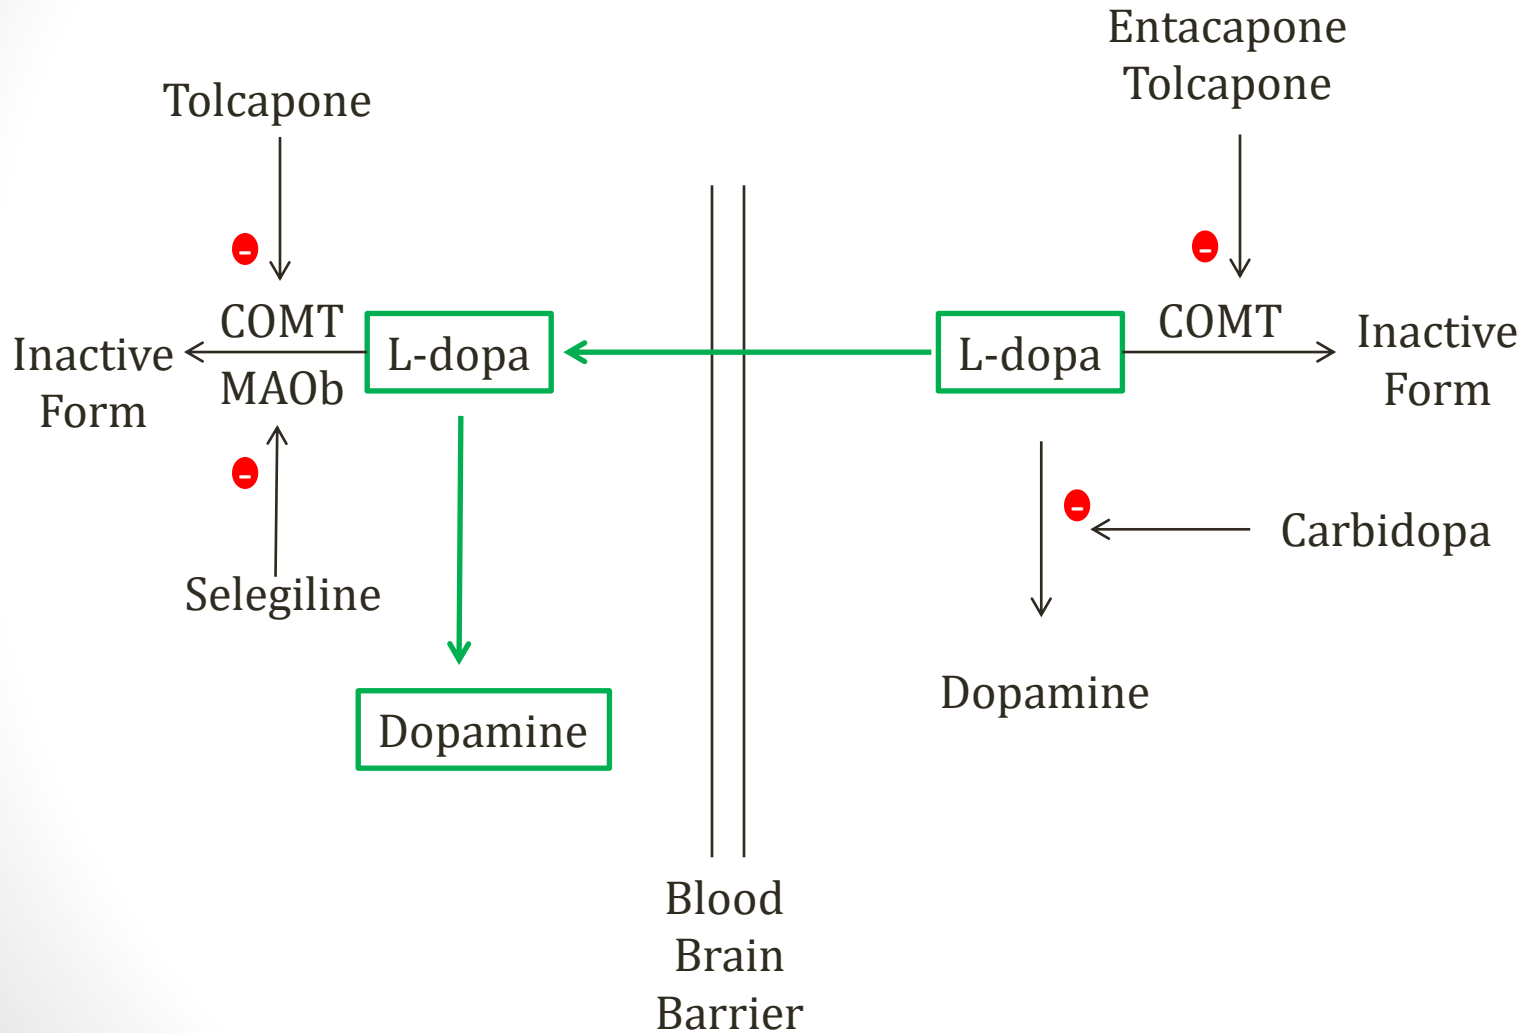 Entacapone
Tolcapone
Tolcapone
-
-
COMT
L-dopa
L-dopa
COMT
Inactive
Form
Inactive
Form
MAOb
-
-
Carbidopa
Selegiline
Dopamine
Dopamine
Blood
Brain
Barrier